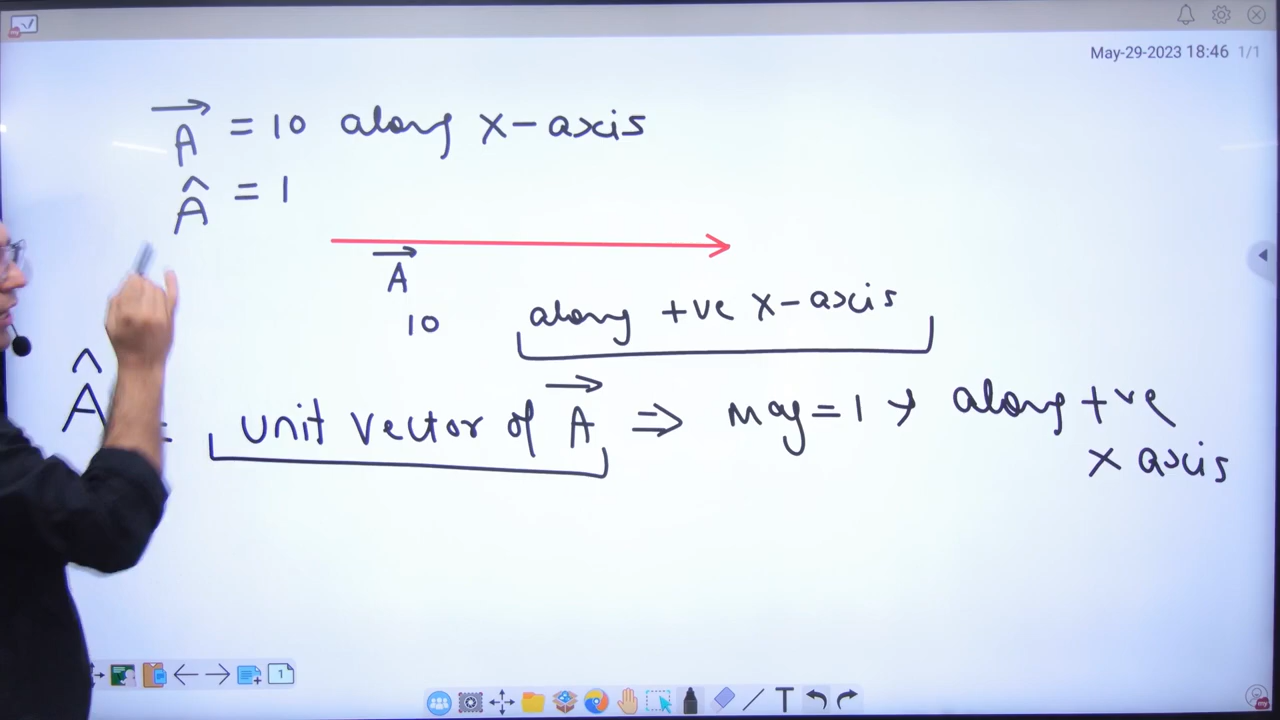 May-29-2023 18:46 1/1
A⃗ = 10 along x-axis
Â = 1
A⃗
10
along +ve x-axis
Â = unit vector of A⃗ ⇒ mag = 1 → along +ve
x axis
1
T